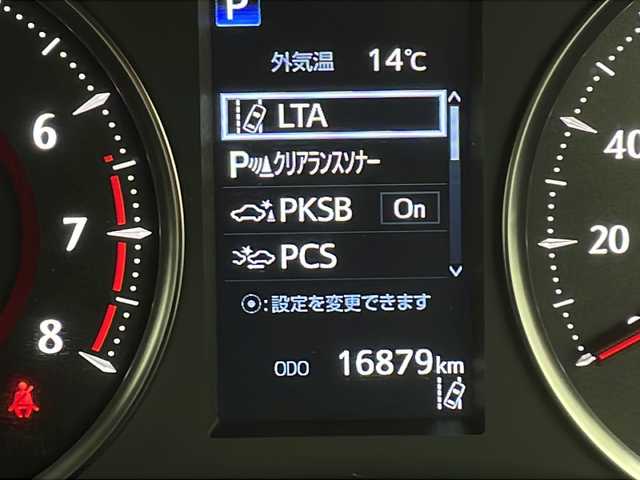 P
外気温 14℃
LTA
P クリアランスソナー
PKSB On
PCS
:設定を変更できます
ODO 16879km
6
7
8
40
20